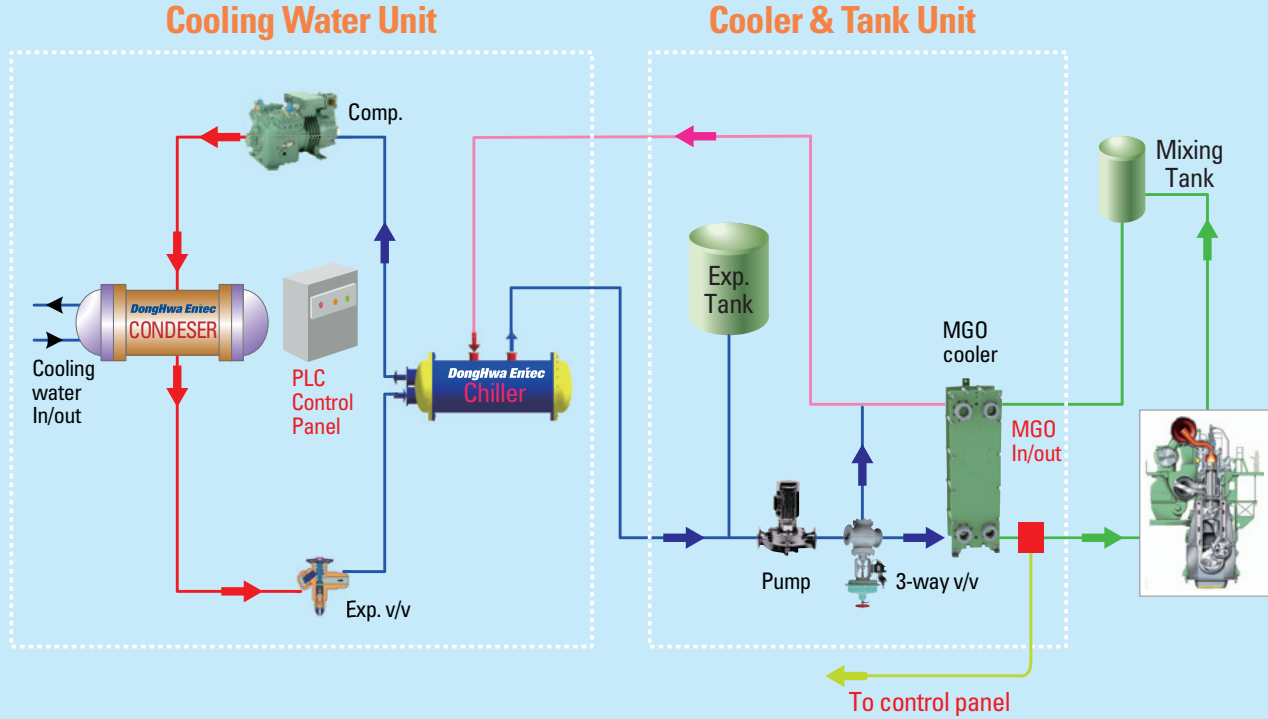 Cooling Water Unit
Cooler & Tank Unit
Comp.
Mixing
Tank
Exp.
Tank
DongHwa Entec
CONDESER
MGO
cooler
Cooling
water
In/out
PLC
Control
Panel
DongHwa Entec
Chiller
MGO
In/out
Pump
3-way v/v
Exp. v/v
To control panel